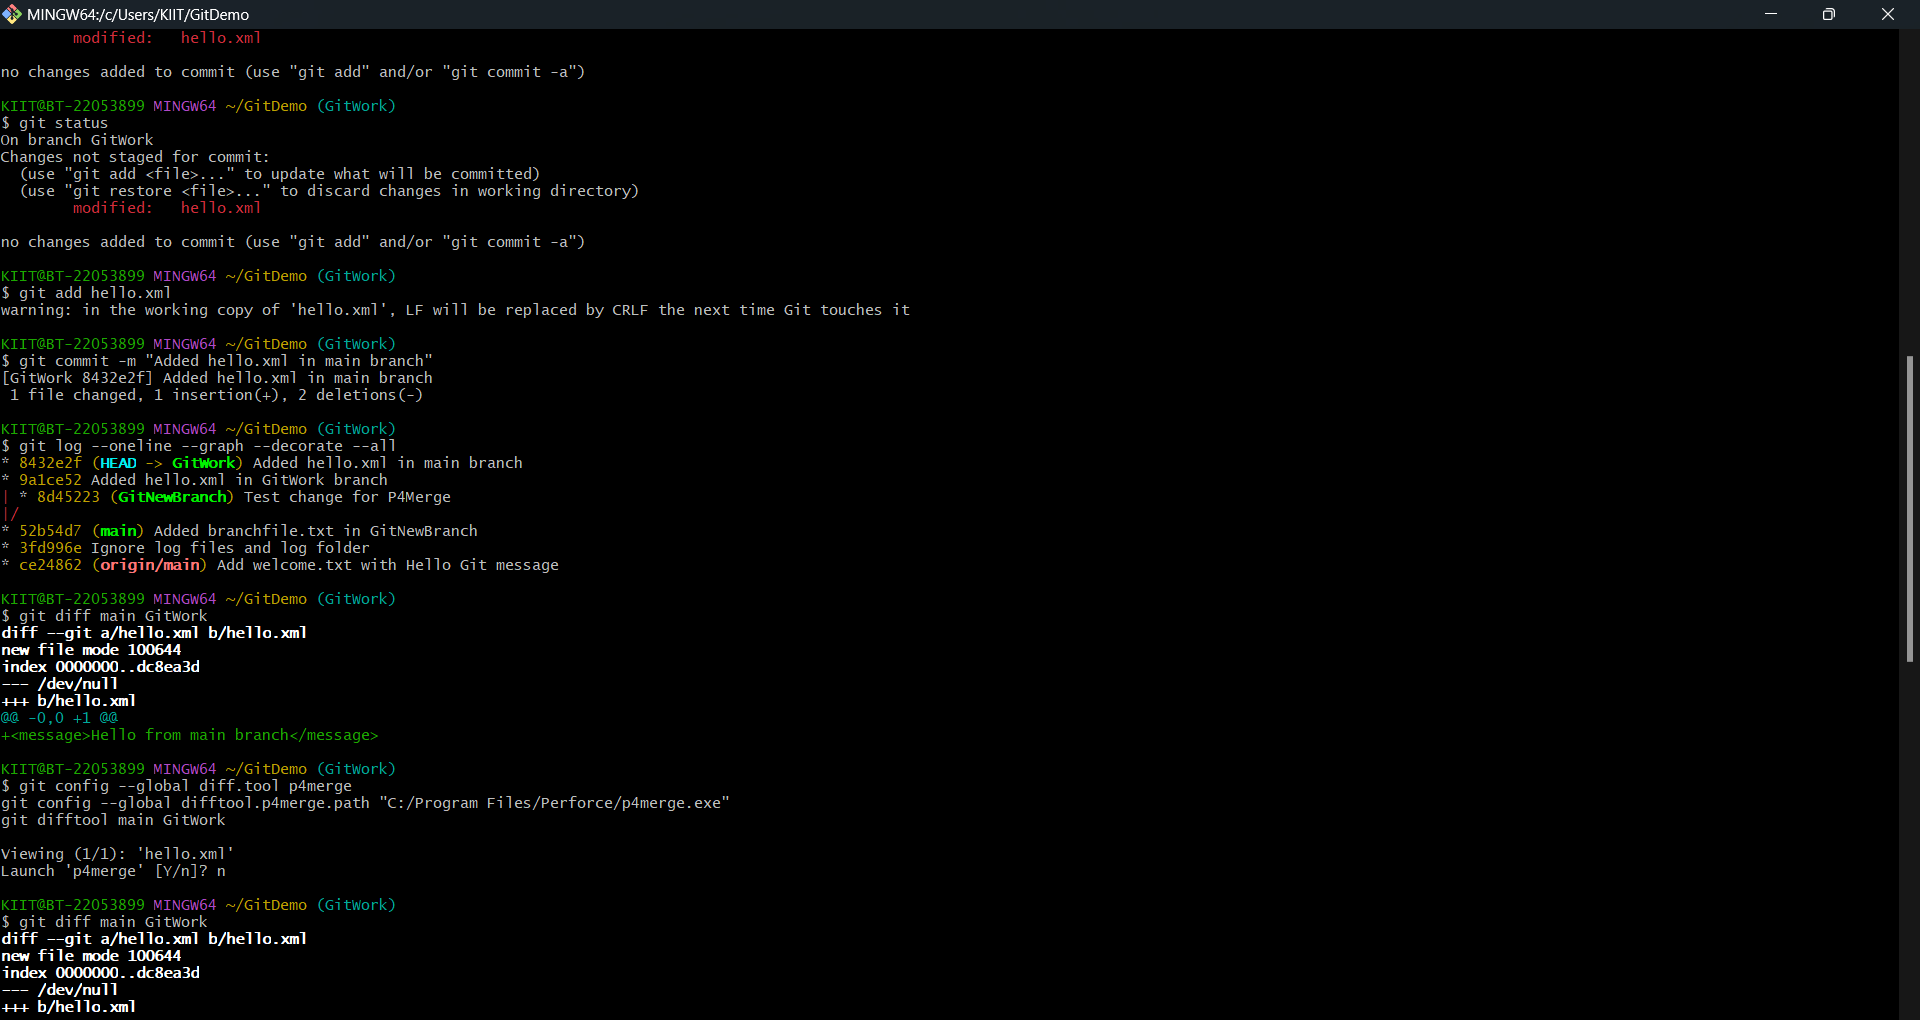 MINGW64:/c/Users/KIIT/GitDemo
modified:   hello.xml
no changes added to commit (use "git add" and/or "git commit -a")
KIIT@BT-22053899 MINGW64 ~/GitDemo (GitWork)
$ git status
On branch GitWork
Changes not staged for commit:
  (use "git add <file>..." to update what will be committed)
  (use "git restore <file>..." to discard changes in working directory)
        modified:   hello.xml
no changes added to commit (use "git add" and/or "git commit -a")
KIIT@BT-22053899 MINGW64 ~/GitDemo (GitWork)
$ git add hello.xml
warning: in the working copy of 'hello.xml', LF will be replaced by CRLF the next time Git touches it
KIIT@BT-22053899 MINGW64 ~/GitDemo (GitWork)
$ git commit -m "Added hello.xml in main branch"
[GitWork 8432e2f] Added hello.xml in main branch
 1 file changed, 1 insertion(+), 2 deletions(-)
KIIT@BT-22053899 MINGW64 ~/GitDemo (GitWork)
$ git log --oneline --graph --decorate --all
* 8432e2f (HEAD -> GitWork) Added hello.xml in main branch
* 9a1ce52 Added hello.xml in GitWork branch
| * 8d45223 (GitNewBranch) Test change for P4Merge
|/
* 52b54d7 (main) Added branchfile.txt in GitNewBranch
* 3fd996e Ignore log files and log folder
* ce24862 (origin/main) Add welcome.txt with Hello Git message
KIIT@BT-22053899 MINGW64 ~/GitDemo (GitWork)
$ git diff main GitWork
diff --git a/hello.xml b/hello.xml
new file mode 100644
index 0000000..dc8ea3d
--- /dev/null
+++ b/hello.xml
@@ -0,0 +1 @@
+<message>Hello from main branch</message>
KIIT@BT-22053899 MINGW64 ~/GitDemo (GitWork)
$ git config --global diff.tool p4merge
git config --global difftool.p4merge.path "C:/Program Files/Perforce/p4merge.exe"
git difftool main GitWork
Viewing (1/1): 'hello.xml'
Launch 'p4merge' [Y/n]? n
KIIT@BT-22053899 MINGW64 ~/GitDemo (GitWork)
$ git diff main GitWork
diff --git a/hello.xml b/hello.xml
new file mode 100644
index 0000000..dc8ea3d
--- /dev/null
+++ b/hello.xml